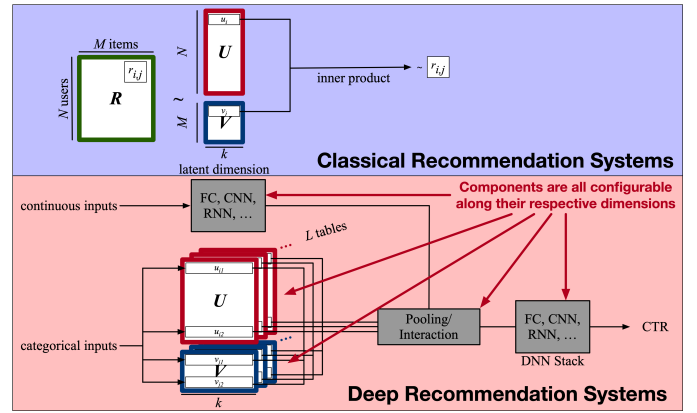 M items
N users
R
r_{i,j}
~
N
u_i
U
M
v_j
V
k
latent dimension
inner product
~ r_{i,j}
Classical Recommendation Systems
Components are all configurable
along their respective dimensions
continuous inputs
FC, CNN,
RNN, …
L tables
u_{i1}
U
u_{i2}
categorical inputs
v_{j1}
V
v_{j2}
k
Pooling/
Interaction
FC, CNN,
RNN, …
DNN Stack
CTR
Deep Recommendation Systems